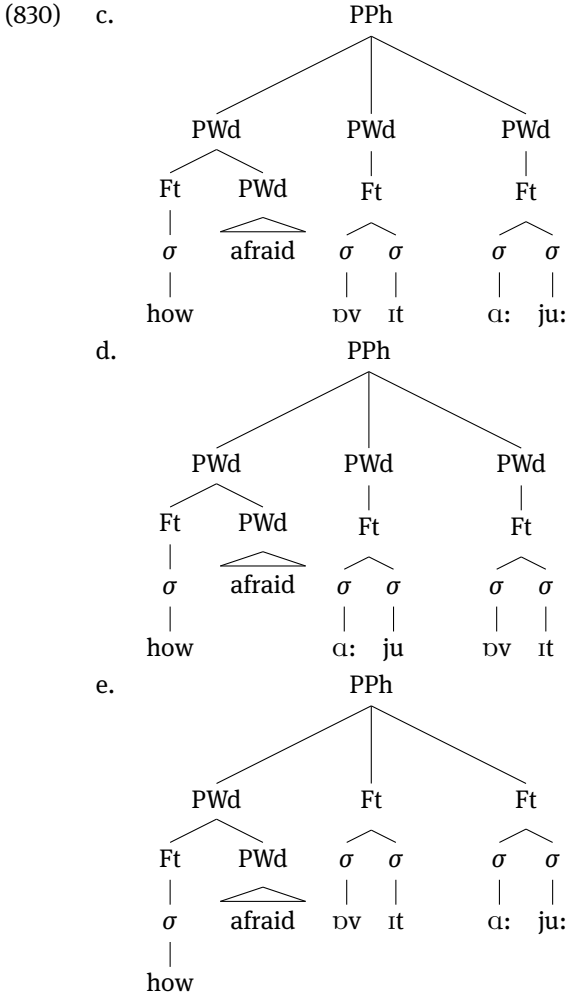 (830) c. PPh
PWd PWd PWd
Ft PWd Ft Ft
σ afraid σ σ σ σ
how ɒv ɪt ɑː juː
d. PPh
PWd PWd PWd
Ft PWd Ft Ft
σ afraid σ σ σ σ
how ɑː ju ɒv ɪt
e. PPh
PWd Ft Ft
Ft PWd σ σ σ σ
σ afraid ɒv ɪt ɑː juː
how